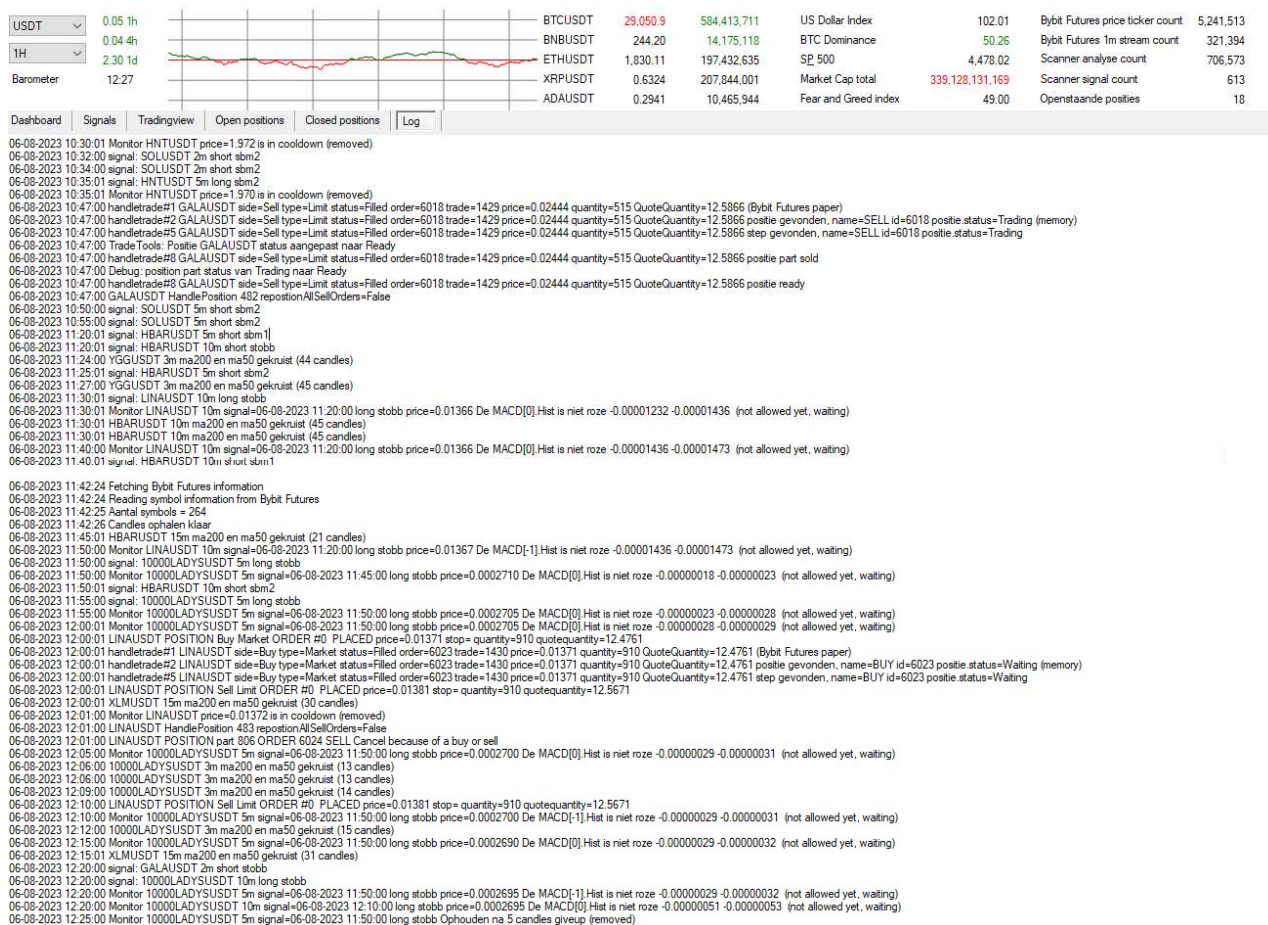 USDT 0.05 1h BTCUSDT 29,050.9 584,413,711 US Dollar Index 102.01 Bybit Futures price ticker count 5,241,513
0.04 4h BNBUSDT 244.20 14,175,118 BTC Dominance 50.26 Bybit Futures 1m stream count 321,394
1H 2.30 1d ETHUSDT 1,830.11 197,432,635 SP 500 4,478.02 Scanner analyse count 706,573
Barometer 12:27 XRPUSDT 0.6324 207,844,001 Market Cap total 339,128,131,169 Scanner signal count 613
ADAUSDT 0.2941 10,465,944 Fear and Greed index 49.00 Openstaande posities 18
Dashboard Signals Tradingview Open positions Closed positions Log
06-08-2023 10:30:01 Monitor HNTUSDT price=1.972 is in cooldown (removed)
06-08-2023 10:32:00 signal: SOLUSDT 2m short sbm2
06-08-2023 10:34:00 signal: SOLUSDT 2m short sbm2
06-08-2023 10:35:01 signal: HNTUSDT 5m long sbm2
06-08-2023 10:35:01 Monitor HNTUSDT price=1.970 is in cooldown (removed)
06-08-2023 10:47:00 handletrade#1 GALAUSDT side=Sell type=Limit status=Filled order=6018 trade=1429 price=0.02444 quantity=515 QuoteQuantity=12.5866 (Bybit Futures paper)
06-08-2023 10:47:00 handletrade#2 GALAUSDT side=Sell type=Limit status=Filled order=6018 trade=1429 price=0.02444 quantity=515 QuoteQuantity=12.5866 positie gevonden, name=SELL id=6018 positie.status=Trading (memory)
06-08-2023 10:47:00 handletrade#5 GALAUSDT side=Sell type=Limit status=Filled order=6018 trade=1429 price=0.02444 quantity=515 QuoteQuantity=12.5866 step gevonden, name=SELL id=6018 positie.status=Trading
06-08-2023 10:47:00 TradeTools: Positie GALAUSDT status aangepast naar Ready
06-08-2023 10:47:00 handletrade#8 GALAUSDT side=Sell type=Limit status=Filled order=6018 trade=1429 price=0.02444 quantity=515 QuoteQuantity=12.5866 positie part sold
06-08-2023 10:47:00 Debug: position part status van Trading naar Ready
06-08-2023 10:47:00 handletrade#8 GALAUSDT side=Sell type=Limit status=Filled order=6018 trade=1429 price=0.02444 quantity=515 QuoteQuantity=12.5866 positie ready
06-08-2023 10:47:00 GALAUSDT HandlePosition 482 repostionAllSellOrders=False
06-08-2023 10:50:00 signal: SOLUSDT 5m short sbm2
06-08-2023 10:55:00 signal: SOLUSDT 5m short sbm2
06-08-2023 11:20:01 signal: HBARUSDT 5m short sbm1
06-08-2023 11:20:01 signal: HBARUSDT 10m short stobb
06-08-2023 11:24:00 YGGUSDT 3m ma200 en ma50 gekruist (44 candles)
06-08-2023 11:25:01 signal: HBARUSDT 5m short sbm2
06-08-2023 11:27:00 YGGUSDT 3m ma200 en ma50 gekruist (45 candles)
06-08-2023 11:30:01 signal: LINAUSDT 10m long stobb
06-08-2023 11:30:01 Monitor LINAUSDT 10m signal=06-08-2023 11:20:00 long stobb price=0.01366 De MACD[0].Hist is niet roze -0.00001232 -0.00001436 (not allowed yet, waiting)
06-08-2023 11:30:01 HBARUSDT 10m ma200 en ma50 gekruist (45 candles)
06-08-2023 11:30:01 HBARUSDT 10m ma200 en ma50 gekruist (45 candles)
06-08-2023 11:40:00 Monitor LINAUSDT 10m signal=06-08-2023 11:20:00 long stobb price=0.01366 De MACD[0].Hist is niet roze -0.00001436 -0.00001473 (not allowed yet, waiting)
06-08-2023 11:40:01 signal: HBARUSDT 10m short sbm1
06-08-2023 11:42:24 Fetching Bybit Futures information
06-08-2023 11:42:24 Reading symbol information from Bybit Futures
06-08-2023 11:42:25 Aantal symbols = 264
06-08-2023 11:42:26 Candles ophalen klaar
06-08-2023 11:45:01 HBARUSDT 15m ma200 en ma50 gekruist (21 candles)
06-08-2023 11:50:00 Monitor LINAUSDT 10m signal=06-08-2023 11:20:00 long stobb price=0.01367 De MACD[-1].Hist is niet roze -0.00001436 -0.00001473 (not allowed yet, waiting)
06-08-2023 11:50:00 signal: 10000LADYSUSDT 5m long stobb
06-08-2023 11:50:00 Monitor 10000LADYSUSDT 5m signal=06-08-2023 11:45:00 long stobb price=0.0002710 De MACD[0].Hist is niet roze -0.00000018 -0.00000023 (not allowed yet, waiting)
06-08-2023 11:50:01 signal: HBARUSDT 10m short sbm2
06-08-2023 11:55:00 signal: 10000LADYSUSDT 5m long stobb
06-08-2023 11:55:00 Monitor 10000LADYSUSDT 5m signal=06-08-2023 11:50:00 long stobb price=0.0002705 De MACD[0].Hist is niet roze -0.00000023 -0.00000028 (not allowed yet, waiting)
06-08-2023 12:00:01 Monitor 10000LADYSUSDT 5m signal=06-08-2023 11:50:00 long stobb price=0.0002705 De MACD[0].Hist is niet roze -0.00000028 -0.00000029 (not allowed yet, waiting)
06-08-2023 12:00:01 LINAUSDT POSITION Buy Market ORDER #0 PLACED price=0.01371 stop= quantity=910 quotequantity=12.4761
06-08-2023 12:00:01 handletrade#1 LINAUSDT side=Buy type=Market status=Filled order=6023 trade=1430 price=0.01371 quantity=910 QuoteQuantity=12.4761 (Bybit Futures paper)
06-08-2023 12:00:01 handletrade#2 LINAUSDT side=Buy type=Market status=Filled order=6023 trade=1430 price=0.01371 quantity=910 QuoteQuantity=12.4761 positie gevonden, name=BUY id=6023 positie.status=Waiting (memory)
06-08-2023 12:00:01 handletrade#5 LINAUSDT side=Buy type=Market status=Filled order=6023 trade=1430 price=0.01371 quantity=910 QuoteQuantity=12.4761 step gevonden, name=BUY id=6023 positie.status=Waiting
06-08-2023 12:00:01 LINAUSDT POSITION Sell Limit ORDER #0 PLACED price=0.01381 stop= quantity=910 quotequantity=12.5671
06-08-2023 12:00:01 XLMUSDT 15m ma200 en ma50 gekruist (30 candles)
06-08-2023 12:01:00 Monitor LINAUSDT price=0.01372 is in cooldown (removed)
06-08-2023 12:01:00 LINAUSDT HandlePosition 483 repostionAllSellOrders=False
06-08-2023 12:01:00 LINAUSDT POSITION part 806 ORDER 6024 SELL Cancel because of a buy or sell
06-08-2023 12:05:00 Monitor 10000LADYSUSDT 5m signal=06-08-2023 11:50:00 long stobb price=0.0002700 De MACD[0].Hist is niet roze -0.00000029 -0.00000031 (not allowed yet, waiting)
06-08-2023 12:06:00 10000LADYSUSDT 3m ma200 en ma50 gekruist (13 candles)
06-08-2023 12:06:00 10000LADYSUSDT 3m ma200 en ma50 gekruist (13 candles)
06-08-2023 12:09:00 10000LADYSUSDT 3m ma200 en ma50 gekruist (14 candles)
06-08-2023 12:10:00 LINAUSDT POSITION Sell Limit ORDER #0 PLACED price=0.01381 stop= quantity=910 quotequantity=12.5671
06-08-2023 12:10:00 Monitor 10000LADYSUSDT 5m signal=06-08-2023 11:50:00 long stobb price=0.0002700 De MACD[-1].Hist is niet roze -0.00000029 -0.00000031 (not allowed yet, waiting)
06-08-2023 12:12:00 10000LADYSUSDT 3m ma200 en ma50 gekruist (15 candles)
06-08-2023 12:15:00 Monitor 10000LADYSUSDT 5m signal=06-08-2023 11:50:00 long stobb price=0.0002690 De MACD[0].Hist is niet roze -0.00000029 -0.00000032 (not allowed yet, waiting)
06-08-2023 12:15:01 XLMUSDT 15m ma200 en ma50 gekruist (31 candles)
06-08-2023 12:20:00 signal: GALAUSDT 2m short stobb
06-08-2023 12:20:00 signal: 10000LADYSUSDT 10m long stobb
06-08-2023 12:20:00 Monitor 10000LADYSUSDT 5m signal=06-08-2023 11:50:00 long stobb price=0.0002695 De MACD[-1].Hist is niet roze -0.00000029 -0.00000032 (not allowed yet, waiting)
06-08-2023 12:20:00 Monitor 10000LADYSUSDT 10m signal=06-08-2023 12:10:00 long stobb price=0.0002695 De MACD[0].Hist is niet roze -0.00000051 -0.00000053 (not allowed yet, waiting)
06-08-2023 12:25:00 Monitor 10000LADYSUSDT 5m signal=06-08-2023 11:50:00 long stobb Ophouden na 5 candles giveup (removed)